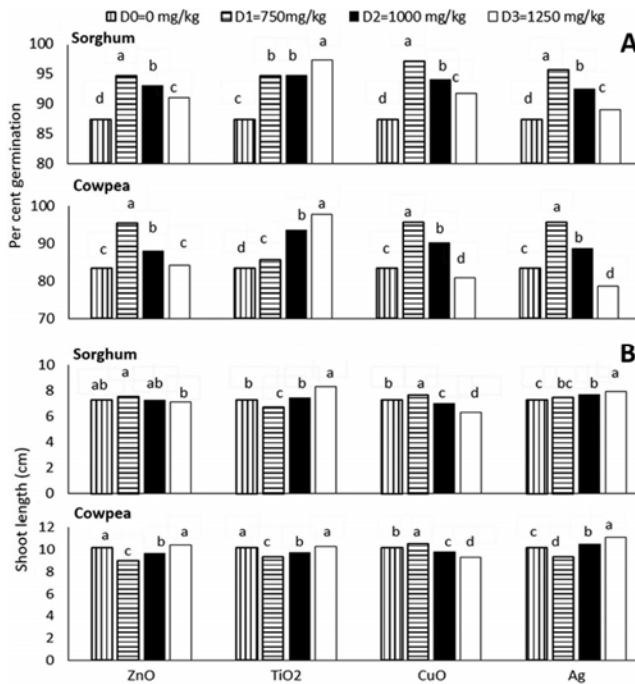 D0=0 mg/kg D1=750mg/kg D2=1000 mg/kg D3=1250 mg/kg
Sorghum
A
Per cent germination
100
95
90
85
80
d a b c
c b b a
d a b c
d a b c
Cowpea
100
90
80
70
c a b c
d c b a
c a b d
c a b d
B
Sorghum
Shoot length (cm)
10
8
6
4
2
0
ab a ab b
b c b a
b a c d
c bc b a
Cowpea
12
10
8
6
4
2
0
a c b a
a c b a
b a c d
c d b a
ZnO TiO2 CuO Ag